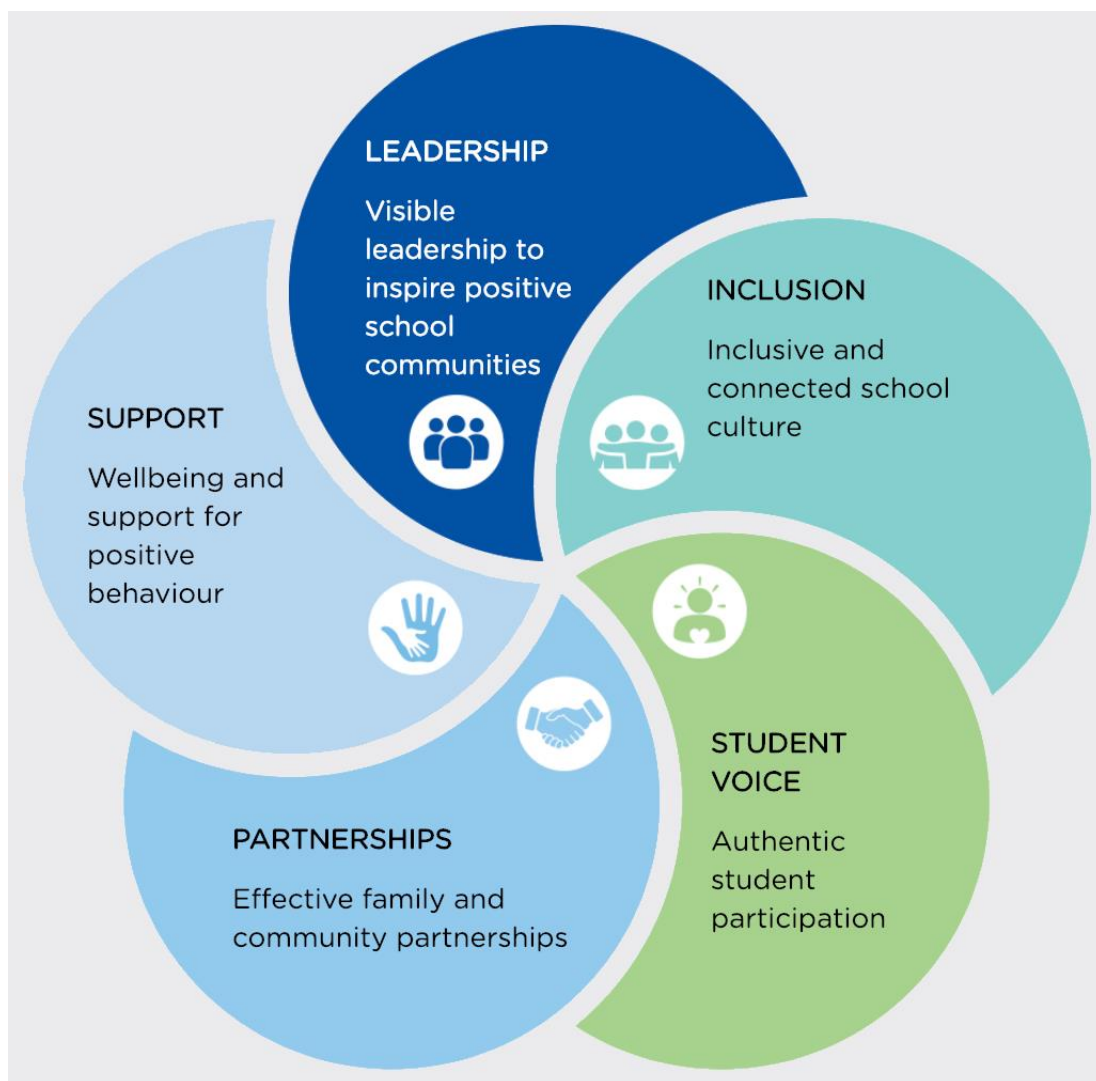 LEADERSHIP
Visible
leadership to
inspire positive
school
communities
INCLUSION
Inclusive and
connected school
culture
STUDENT
VOICE
Authentic
student
participation
PARTNERSHIPS
Effective family and
community partnerships
SUPPORT
Wellbeing and
support for
positive
behaviour